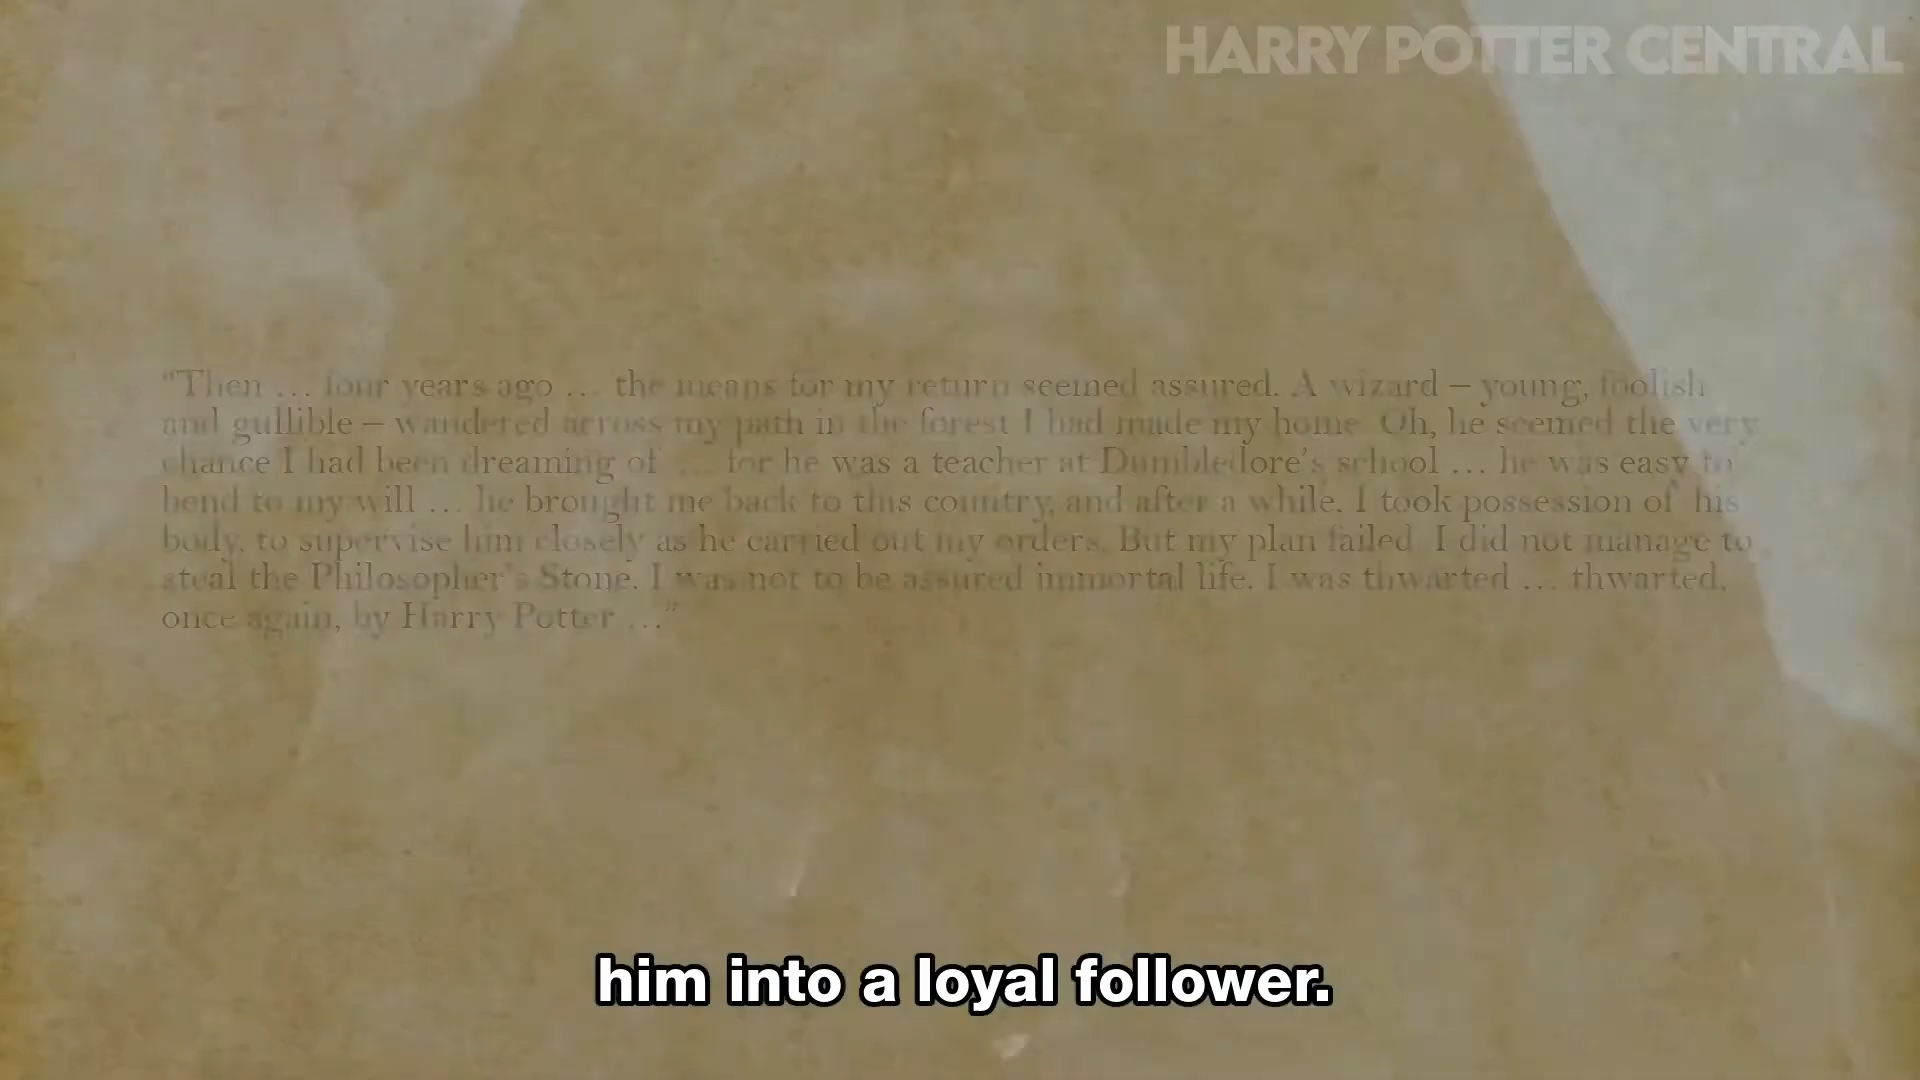 HARRY POTTER CENTRAL
“Then … four years ago … the means for my return seemed assured. A wizard – young, foolish
and gullible – wandered across my path in the forest I had made my home. Oh, he seemed the very
chance I had been dreaming of … for he was a teacher at Dumbledore’s school … he was easy to
bend to my will … he brought me back to this country, and after a while, I took possession of his
body, to supervise him closely as he carried out my orders. But my plan failed. I did not manage to
steal the Philosopher’s Stone. I was not to be assured immortal life. I was thwarted … thwarted,
once again, by Harry Potter …”
him into a loyal follower.